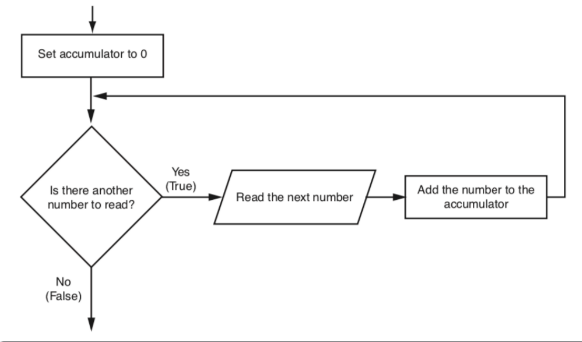 Set accumulator to 0
Yes
(True)
Is there another
number to read?
Read the next number
Add the number to the
accumulator
No
(False)